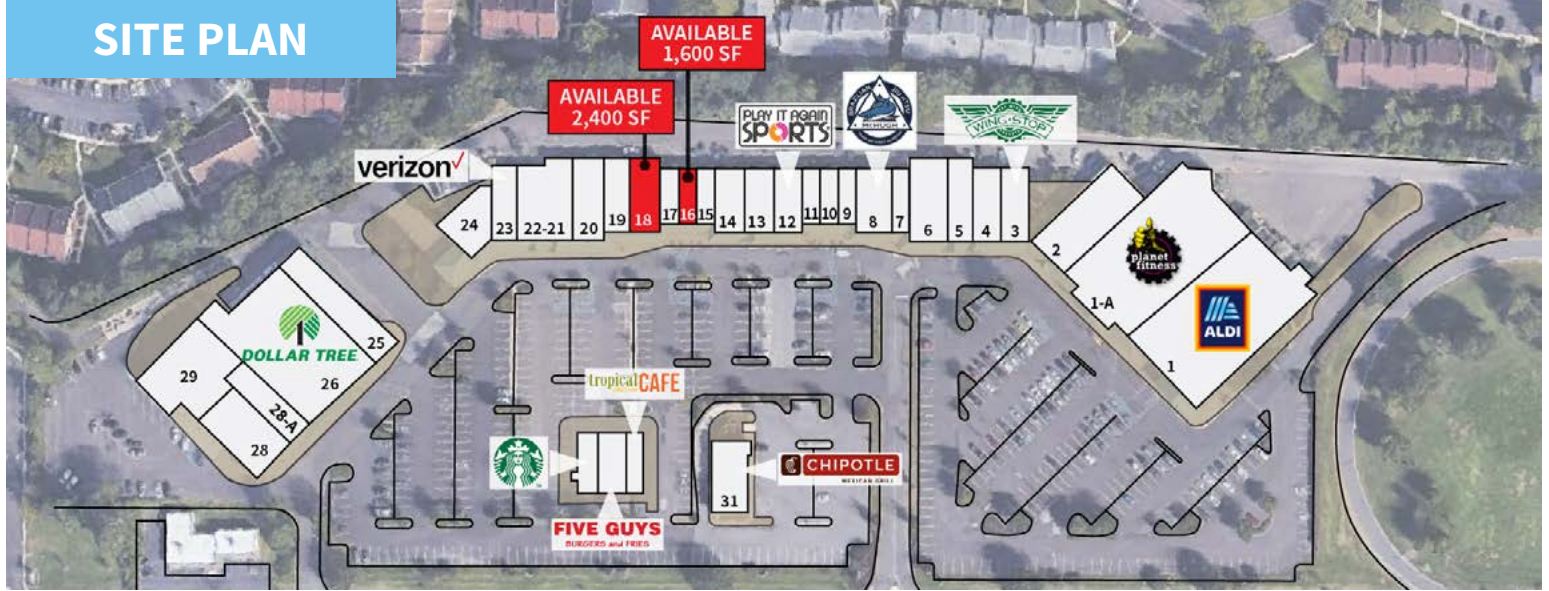 SITE PLAN
AVAILABLE
1,600 SF
AVAILABLE
2,400 SF
PLAY IT AGAIN
SPORTS
MCHUGH
WING STOP
verizon
24
23
22-21
20
19
18
17
16
15
14
13
12
11
10
9
8
7
6
5
4
3
2
1-A
planet
fitness
ALDI
1
DOLLAR TREE
25
26
29
28-A
28
tropical CAFE
FIVE GUYS
BURGERS and FRIES
CHIPOTLE
MEXICAN GRILL
31